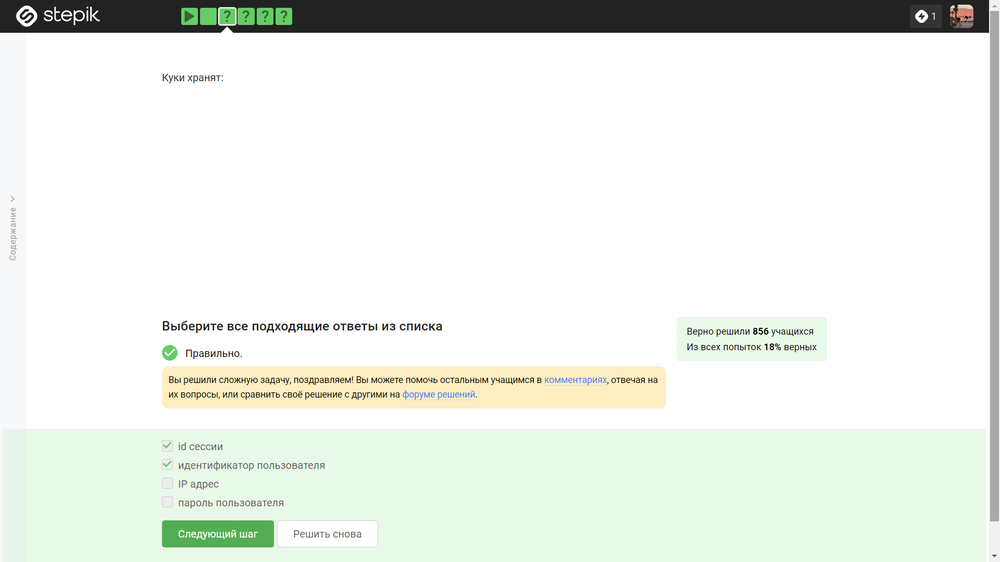 stepik
? ? ? ?
1
Содержание
Куки хранят:
Выберите все подходящие ответы из списка
Правильно.
Вы решили сложную задачу, поздравляем! Вы можете помочь остальным учащимся в комментариях, отвечая на
их вопросы, или сравнить своё решение с другими на форуме решений.
Верно решили 856 учащихся
Из всех попыток 18% верных
id сессии
идентификатор пользователя
IP адрес
пароль пользователя
Следующий шаг
Решить снова